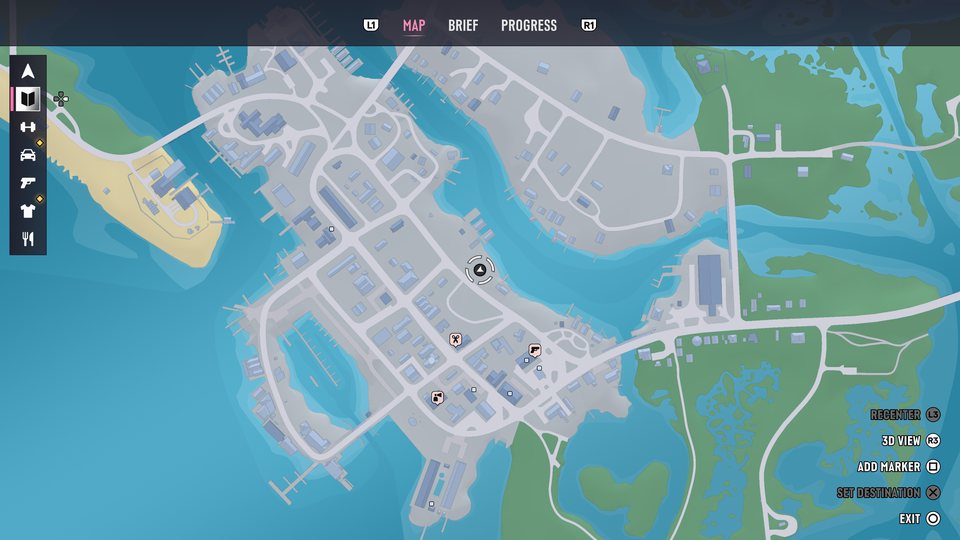 L1 MAP BRIEF PROGRESS R1
RECENTER L3
3D VIEW R3
ADD MARKER
SET DESTINATION
EXIT